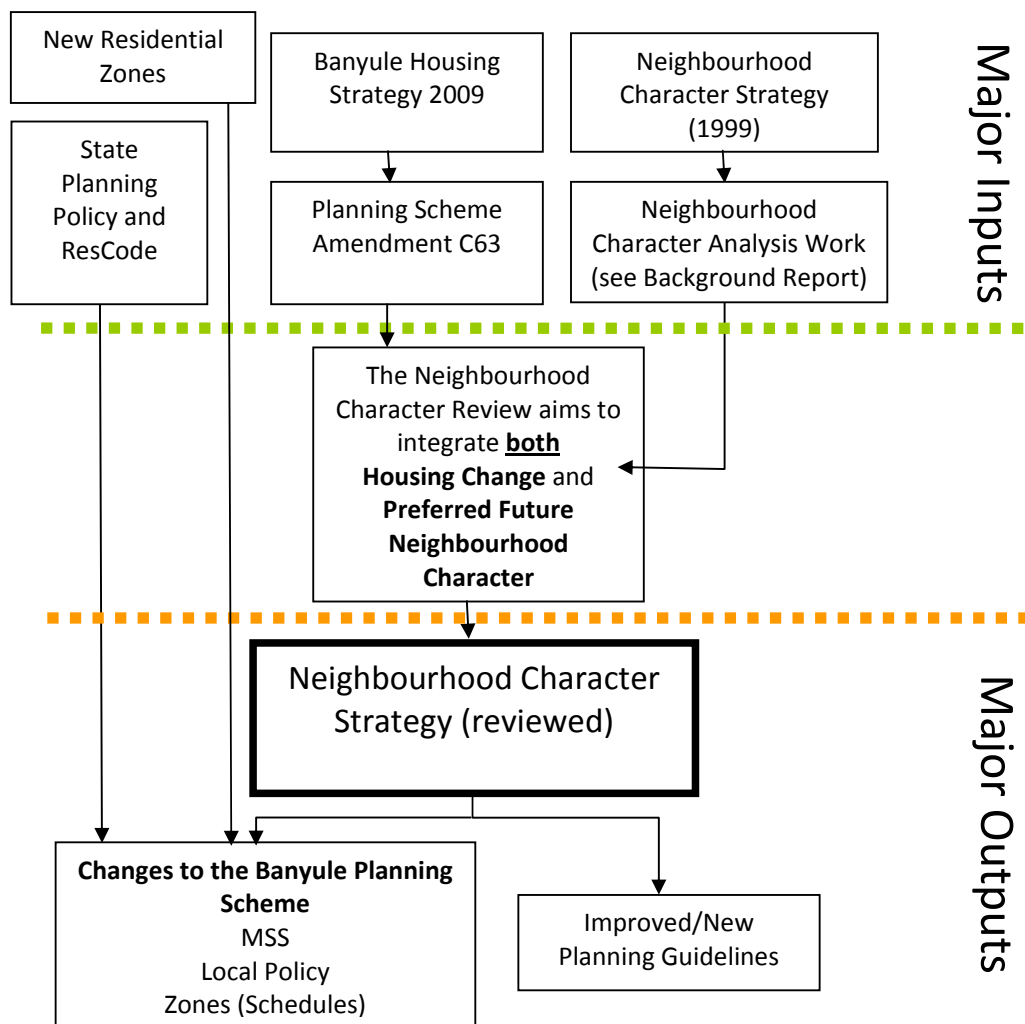 New Residential
Zones
State
Planning
Policy and
ResCode
Banyule Housing
Strategy 2009
Planning Scheme
Amendment C63
Neighbourhood
Character Strategy
(1999)
Neighbourhood
Character Analysis Work
(see Background Report)
Major Inputs
The Neighbourhood
Character Review aims to
integrate both
Housing Change and
Preferred Future
Neighbourhood
Character
Neighbourhood Character
Strategy (reviewed)
Major Outputs
Changes to the Banyule Planning
Scheme
MSS
Local Policy
Zones (Schedules)
Improved/New
Planning Guidelines